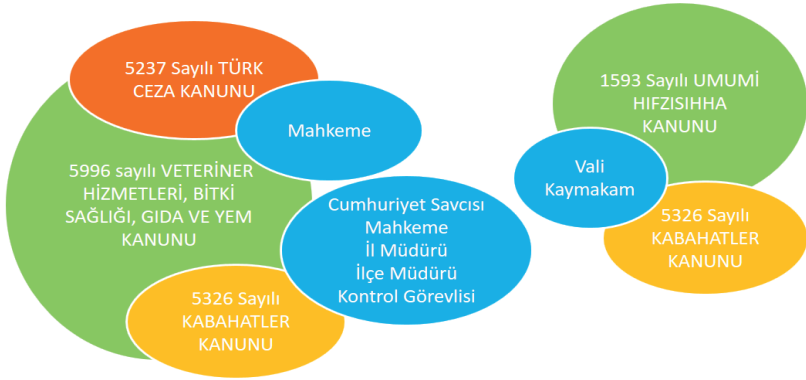 5237 Sayılı TÜRK
CEZA KANUNU
Mahkeme
5996 sayılı VETERİNER
HİZMETLERİ, BİTKİ
SAĞLIĞI, GIDA VE YEM
KANUNU
Cumhuriyet Savcısı
Mahkeme
İl Müdürü
İlçe Müdürü
Kontrol Görevlisi
5326 Sayılı
KABAHATLER
KANUNU
1593 Sayılı UMUMİ
HIFZISIHHA
KANUNU
Vali
Kaymakam
5326 Sayılı
KABAHATLER
KANUNU